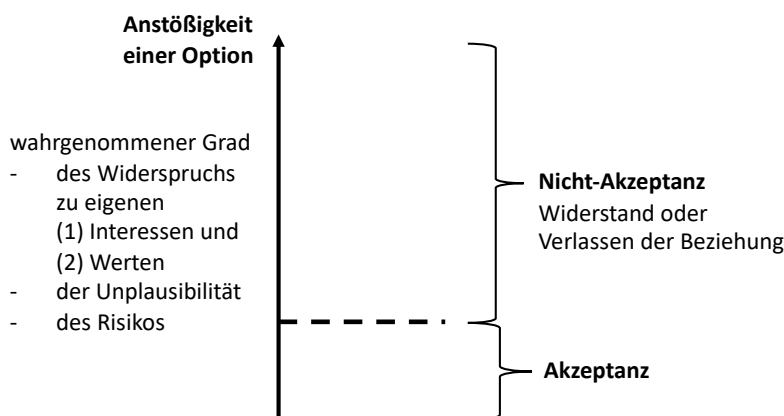 Anstößigkeit
einer Option
wahrgenommener Grad
- des Widerspruchs
zu eigenen
(1) Interessen und
(2) Werten
- der Unplausibilität
- des Risikos
Nicht-Akzeptanz
Widerstand oder
Verlassen der Beziehung
Akzeptanz